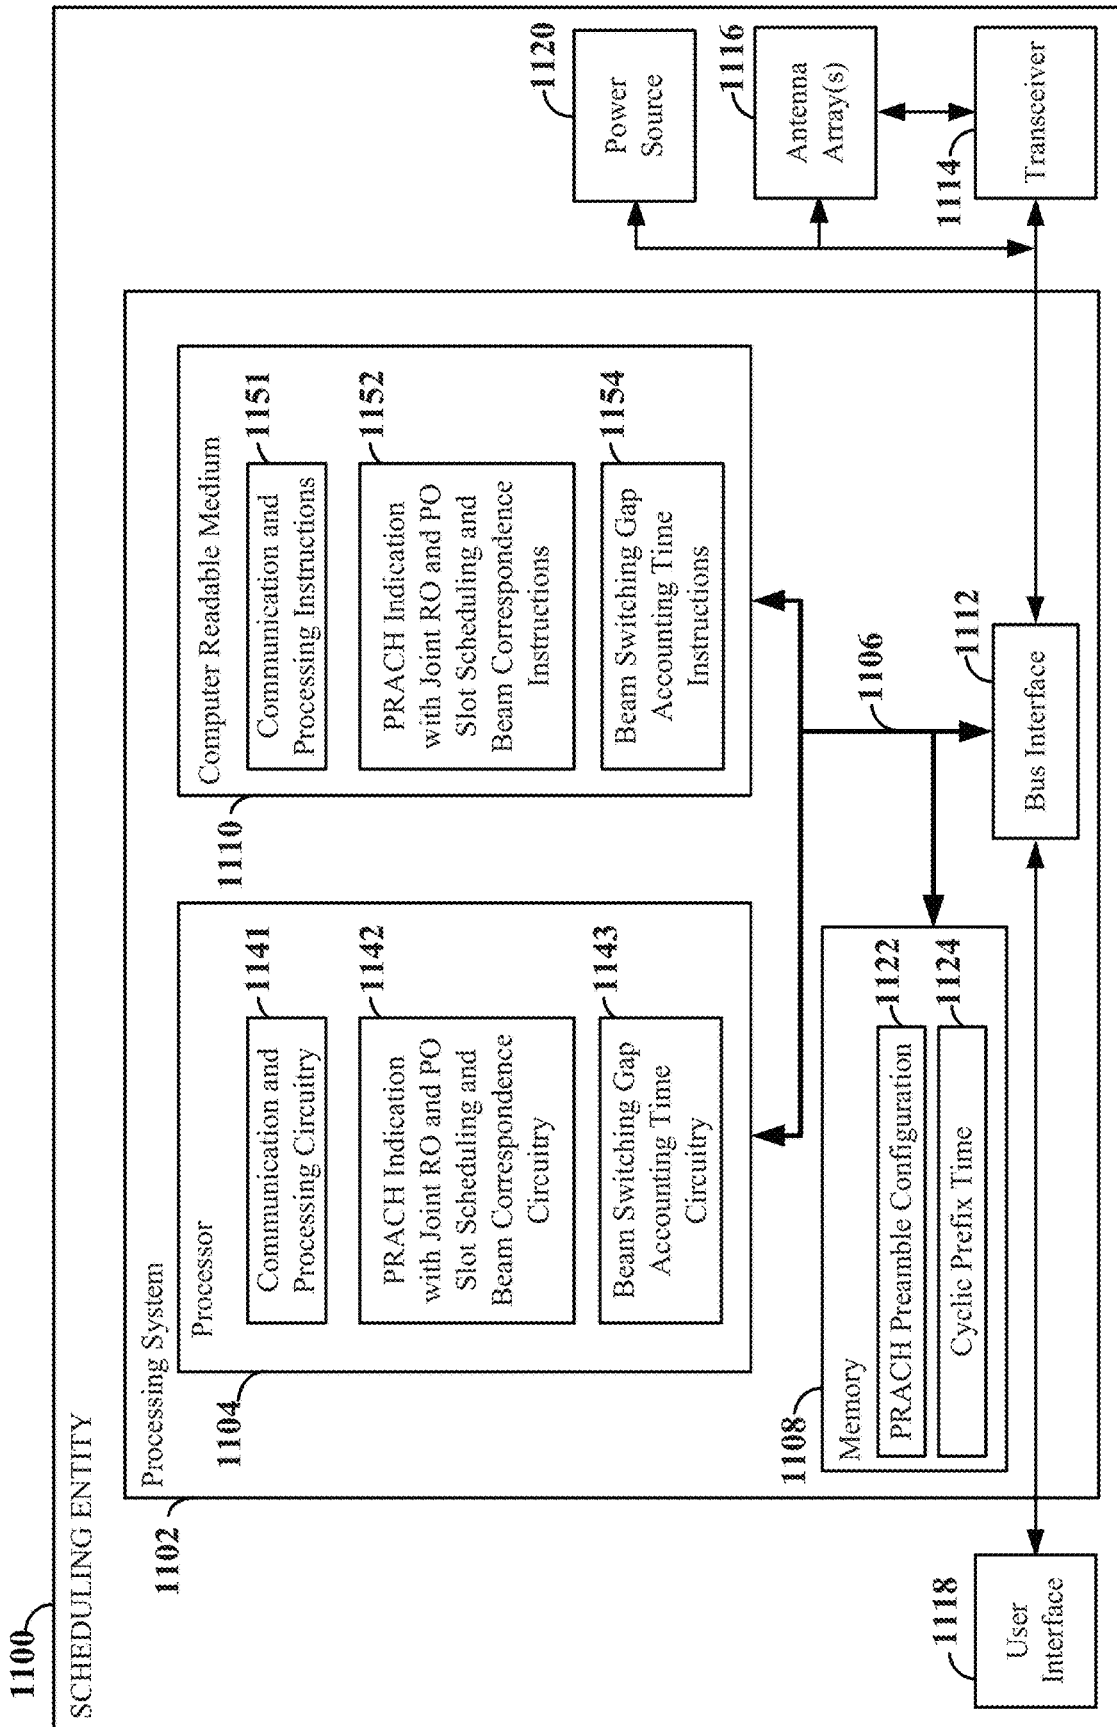 1100
SCHEDULING ENTITY
1102
Processing System
1104
Processor
Communication and
Processing Circuitry
1141
PRACH Indication
with Joint RO and PO
Slot Scheduling and
Beam Correspondence
Circuitry
1142
Beam Switching Gap
Accounting Time
Circuitry
1143
1110
Computer Readable Medium
Communication and
Processing Instructions
1151
PRACH Indication
with Joint RO and PO
Slot Scheduling and
Beam Correspondence
Instructions
1152
Beam Switching Gap
Accounting Time
Instructions
1154
1108
Memory
PRACH Preamble Configuration
1122
Cyclic Prefix Time
1124
1106
Bus Interface
1112
User
Interface
1118
Power
Source
1120
Antenna
Array(s)
1116
Transceiver
1114